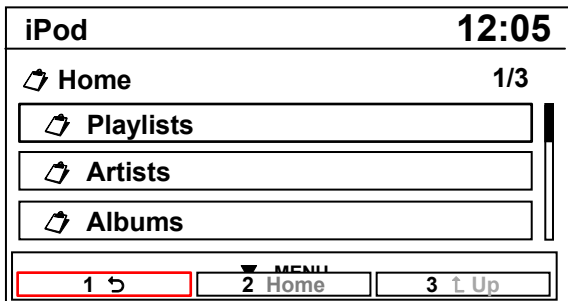 iPod 12:05
Home 1/3
Playlists
Artists
Albums
MENU
1 2 Home 3 Up